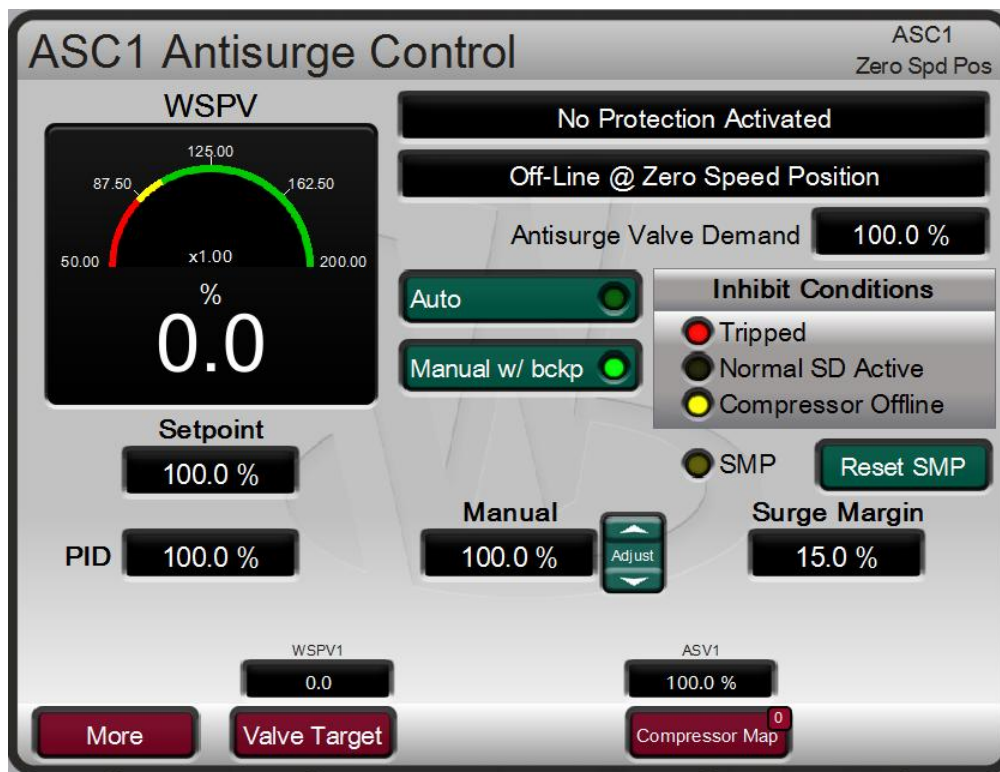 ASC1 Antisurge Control
ASC1
Zero Spd Pos
WSPV
125.00
87.50
162.50
50.00
x1.00
200.00
%
0.0
No Protection Activated
Off-Line @ Zero Speed Position
Antisurge Valve Demand 100.0 %
Auto
Manual w/ bckp
Inhibit Conditions
Tripped
Normal SD Active
Compressor Offline
SMP
Reset SMP
Setpoint
100.0 %
PID 100.0 %
Manual
100.0 %
Adjust
Surge Margin
15.0 %
WSPV1
0.0
ASV1
100.0 %
More
Valve Target
Compressor Map
0